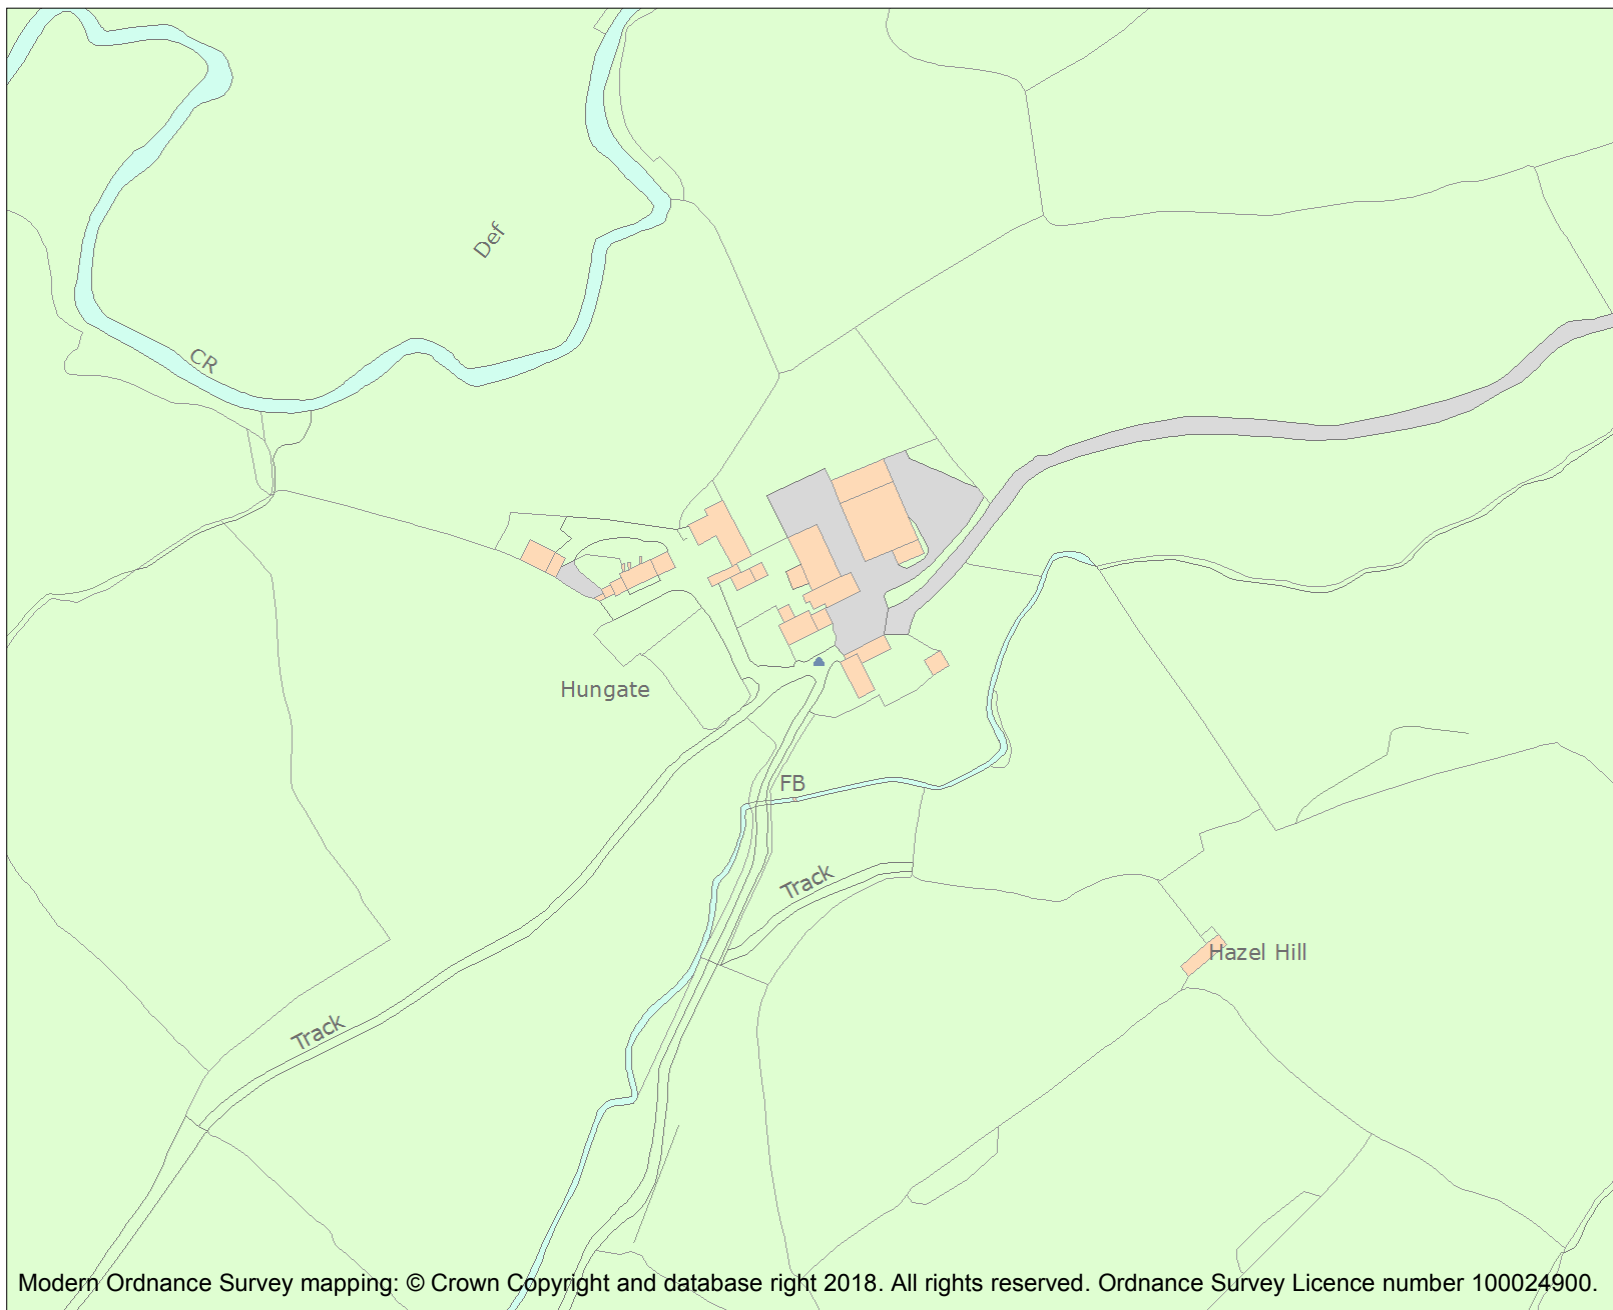 Def
CR
Hungate
FB
Track
Hazel Hill
Track
Modern Ordnance Survey mapping: © Crown Copyright and database right 2018. All rights reserved. Ordnance Survey Licence number 100024900.